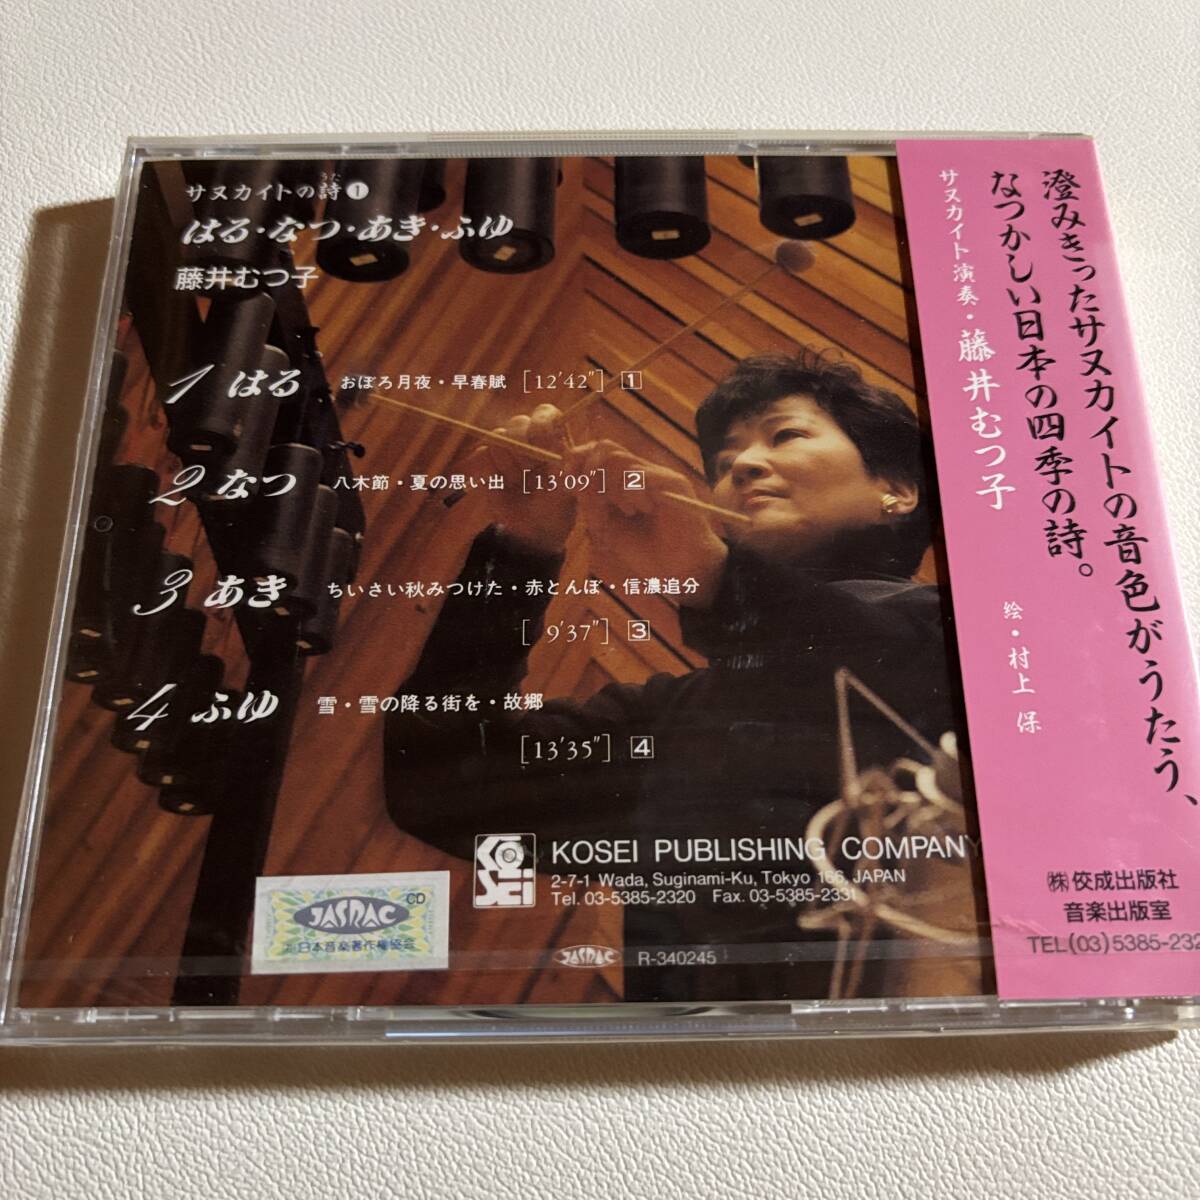 サヌカイトの詩❶
うた
はる・なつ・あき・ふゆ
藤井むつ子
1 はる おぼろ月夜・早春賦 [12'42"] 1
2 なつ 八木節・夏の思い出 [13'09"] 2
3 あき ちいさい秋みつけた・赤とんぼ・信濃追分
[ 9'37"] 3
4 ふゆ 雪・雪の降る街を・故郷
[13'35"] 4
KOSEI
KOSEI PUBLISHING COMPANY
2-7-1 Wada, Suginami-Ku, Tokyo 166, JAPAN
Tel. 03-5385-2320 Fax. 03-5385-2331
JASRAC R-340245
CD
JASRAC
日本音楽著作権協会
澄みきったサヌカイトの音色がうたう、
なつかしい日本の四季の詩。
サヌカイト演奏・藤井むつ子
絵・村上 保
㈱佼成出版社
音楽出版室
TEL(03)5385-232